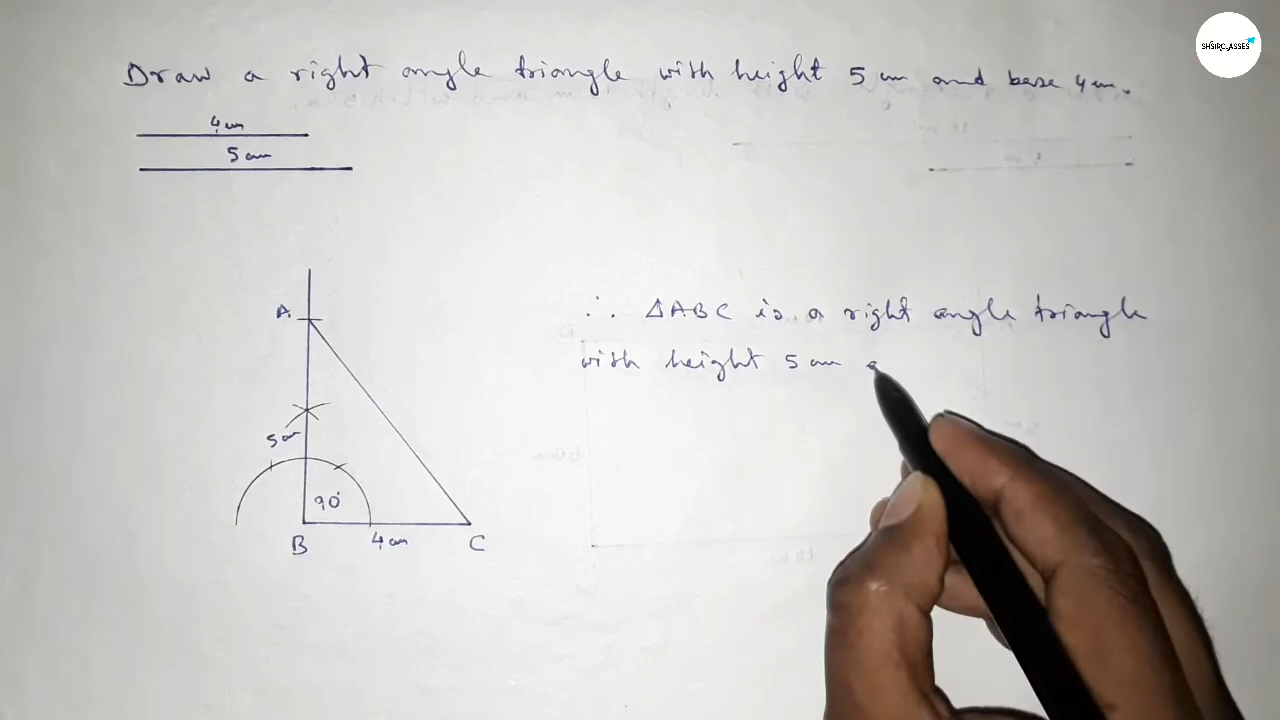 SHSIRCLASSES
Draw a right angle triangle with height 5 cm and base 4 cm.
4 cm
5 cm
A
∴ △ABC is a right angle triangle
with height 5 cm a
5 cm
90°
B
4 cm
C